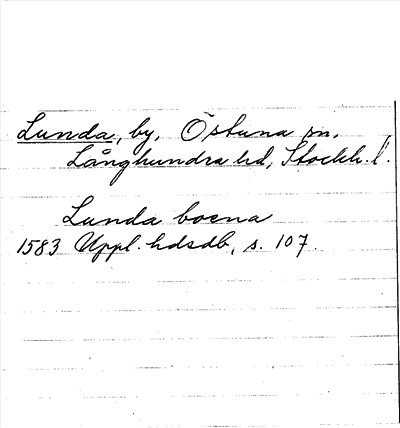 Lunda, by, Östuna sn,
Långhundra hd, Stockh. l.
Lunda boena
1583 Uppl. hdsdb, s. 107.